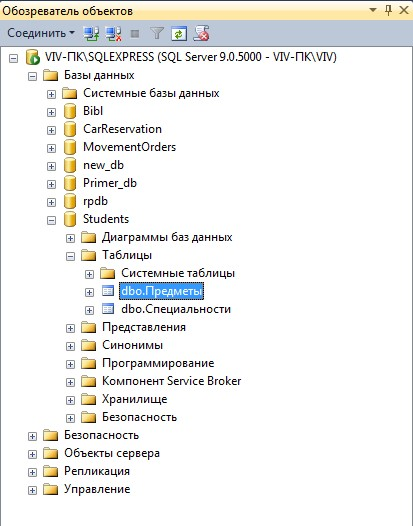 Обозреватель объектов
Соединить
VIV-ПК\SQLEXPRESS (SQL Server 9.0.5000 - VIV-ПК\VIV)
Базы данных
Системные базы данных
Bibl
CarReservation
MovementOrders
new_db
Primer_db
rpdb
Students
Диаграммы баз данных
Таблицы
Системные таблицы
dbo.Предметы
dbo.Специальности
Представления
Синонимы
Программирование
Компонент Service Broker
Хранилище
Безопасность
Безопасность
Объекты сервера
Репликация
Управление